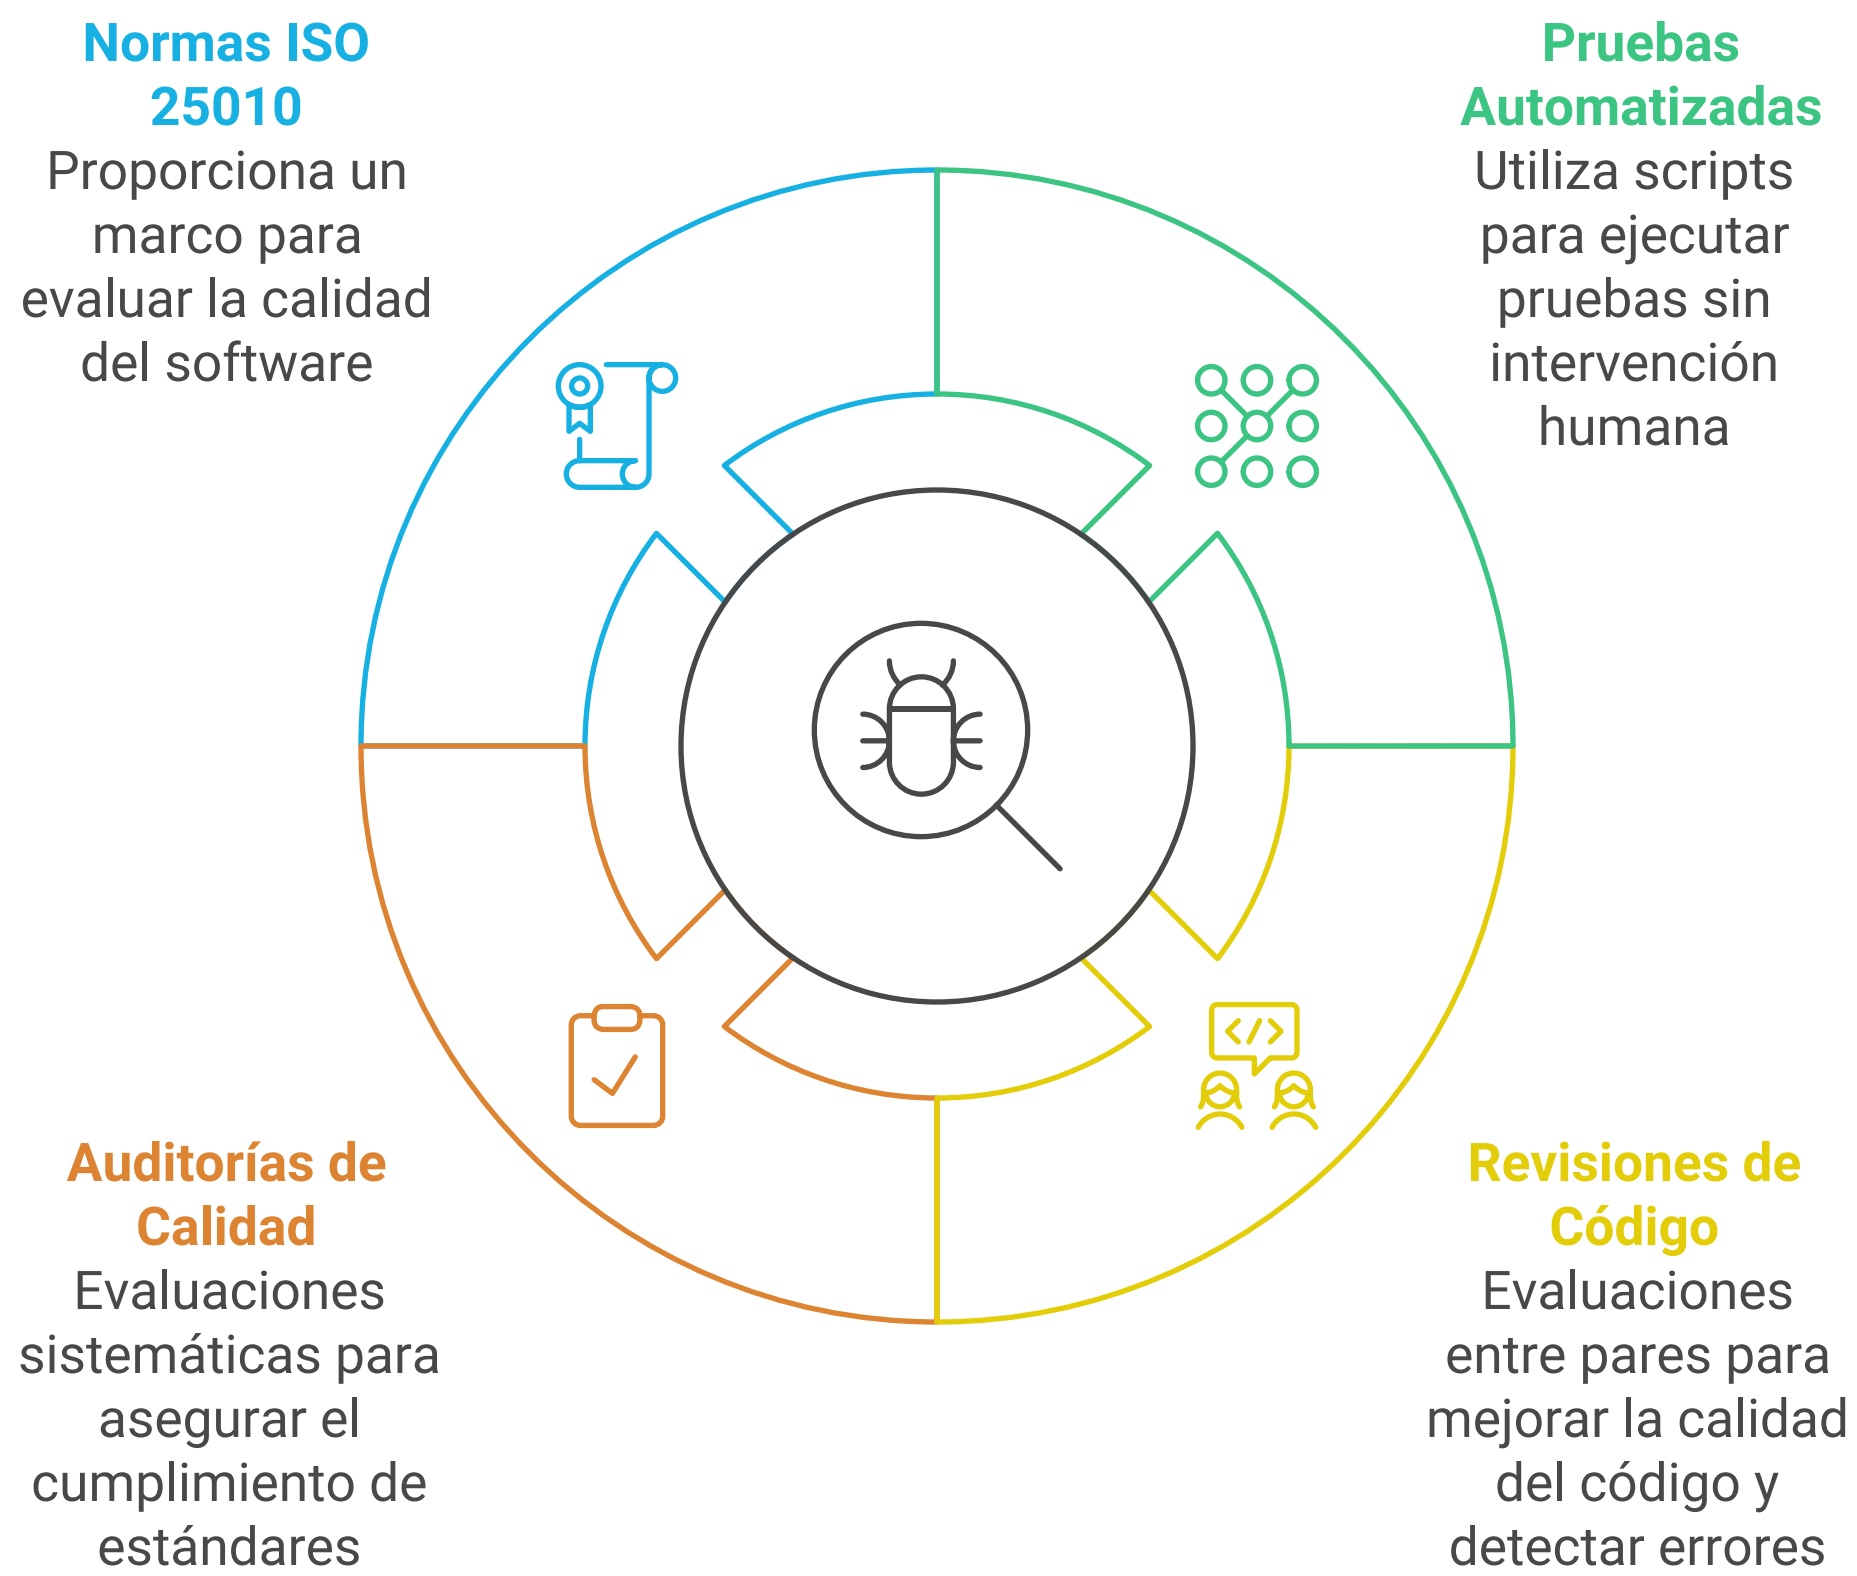 Normas ISO
25010
Proporciona un
marco para
evaluar la calidad
del software
Pruebas
Automatizadas
Utiliza scripts
para ejecutar
pruebas sin
intervención
humana
</>
Auditorías de
Calidad
Evaluaciones
sistemáticas para
asegurar el
cumplimiento de
estándares
Revisiones de
Código
Evaluaciones
entre pares para
mejorar la calidad
del código y
detectar errores